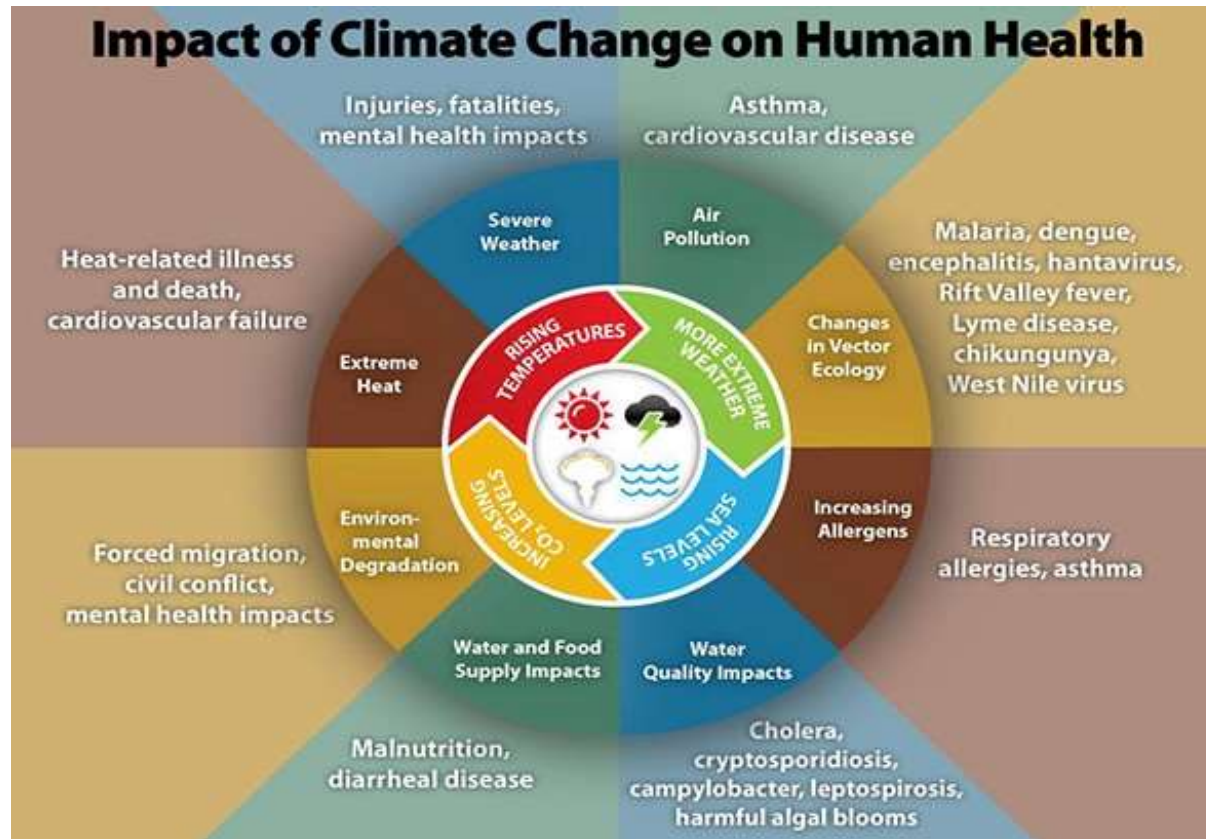 Impact of Climate Change on Human Health
Injuries, fatalities,
mental health impacts
Asthma,
cardiovascular disease
Severe
Weather
Air
Pollution
Heat-related illness
and death,
cardiovascular failure
Malaria, dengue,
encephalitis, hantavirus,
Rift Valley fever,
Lyme disease,
chikungunya,
West Nile virus
Extreme
Heat
Changes
in Vector
Ecology
RISING
TEMPERATURES
MORE EXTREME
WEATHER
INCREASING
CO₂ LEVELS
RISING
SEA LEVELS
Environ-
mental
Degradation
Increasing
Allergens
Forced migration,
civil conflict,
mental health impacts
Respiratory
allergies, asthma
Water and Food
Supply Impacts
Water
Quality Impacts
Malnutrition,
diarrheal disease
Cholera,
cryptosporidiosis,
campylobacter, leptospirosis,
harmful algal blooms